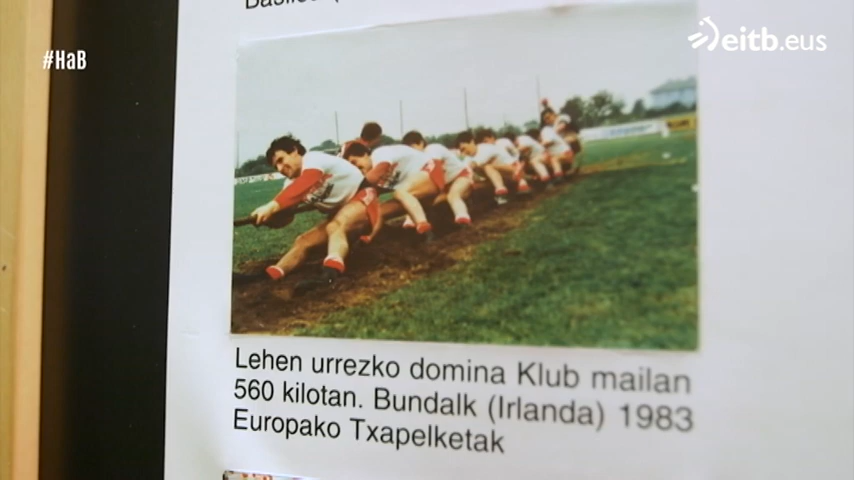 #HaB
eitb.eus
Lehen urrezko domina Klub mailan
560 kilotan. Bundalk (Irlanda) 1983
Europako Txapelketak